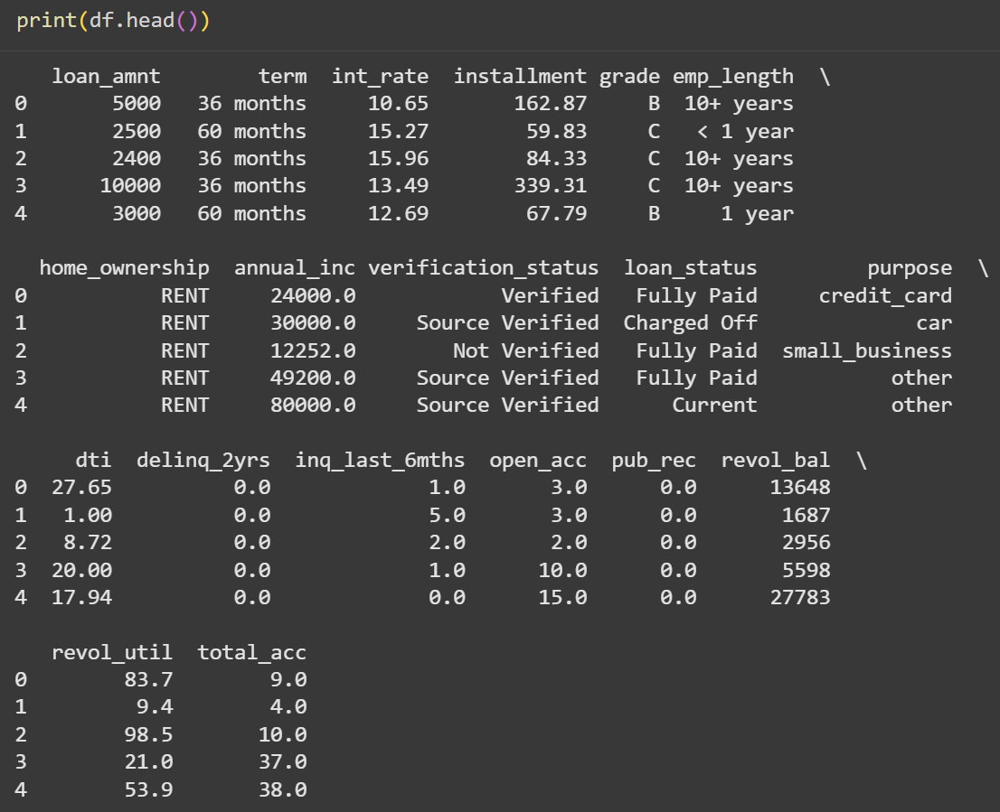 print(df.head())
   loan_amnt        term  int_rate  installment grade emp_length  \
0       5000   36 months     10.65       162.87     B  10+ years
1       2500   60 months     15.27        59.83     C   < 1 year
2       2400   36 months     15.96        84.33     C  10+ years
3      10000   36 months     13.49       339.31     C  10+ years
4       3000   60 months     12.69        67.79     B     1 year
  home_ownership  annual_inc verification_status  loan_status         purpose  \
0           RENT     24000.0            Verified   Fully Paid     credit_card
1           RENT     30000.0     Source Verified  Charged Off             car
2           RENT     12252.0        Not Verified   Fully Paid  small_business
3           RENT     49200.0     Source Verified   Fully Paid           other
4           RENT     80000.0     Source Verified      Current           other
     dti  delinq_2yrs  inq_last_6mths  open_acc  pub_rec  revol_bal  \
0  27.65          0.0             1.0       3.0      0.0      13648
1   1.00          0.0             5.0       3.0      0.0       1687
2   8.72          0.0             2.0       2.0      0.0       2956
3  20.00          0.0             1.0      10.0      0.0       5598
4  17.94          0.0             0.0      15.0      0.0      27783
   revol_util  total_acc
0        83.7        9.0
1         9.4        4.0
2        98.5       10.0
3        21.0       37.0
4        53.9       38.0